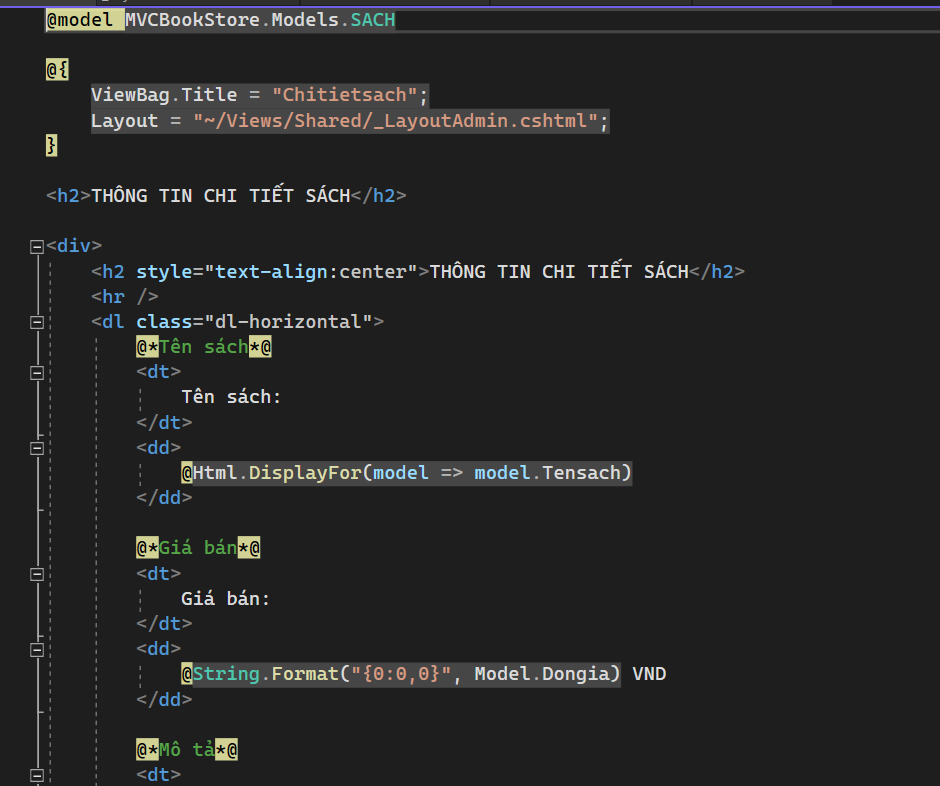 @model MVCBookStore.Models.SACH
@{
ViewBag.Title = "Chitietsach";
Layout = "~/Views/Shared/_LayoutAdmin.cshtml";
}
<h2>THÔNG TIN CHI TIẾT SÁCH</h2>
<div>
<h2 style="text-align:center">THÔNG TIN CHI TIẾT SÁCH</h2>
<hr />
<dl class="dl-horizontal">
@*Tên sách*@
<dt>
Tên sách:
</dt>
<dd>
@Html.DisplayFor(model => model.Tensach)
</dd>
@*Giá bán*@
<dt>
Giá bán:
</dt>
<dd>
@String.Format("{0:0,0}", Model.Dongia) VND
</dd>
@*Mô tả*@
<dt>